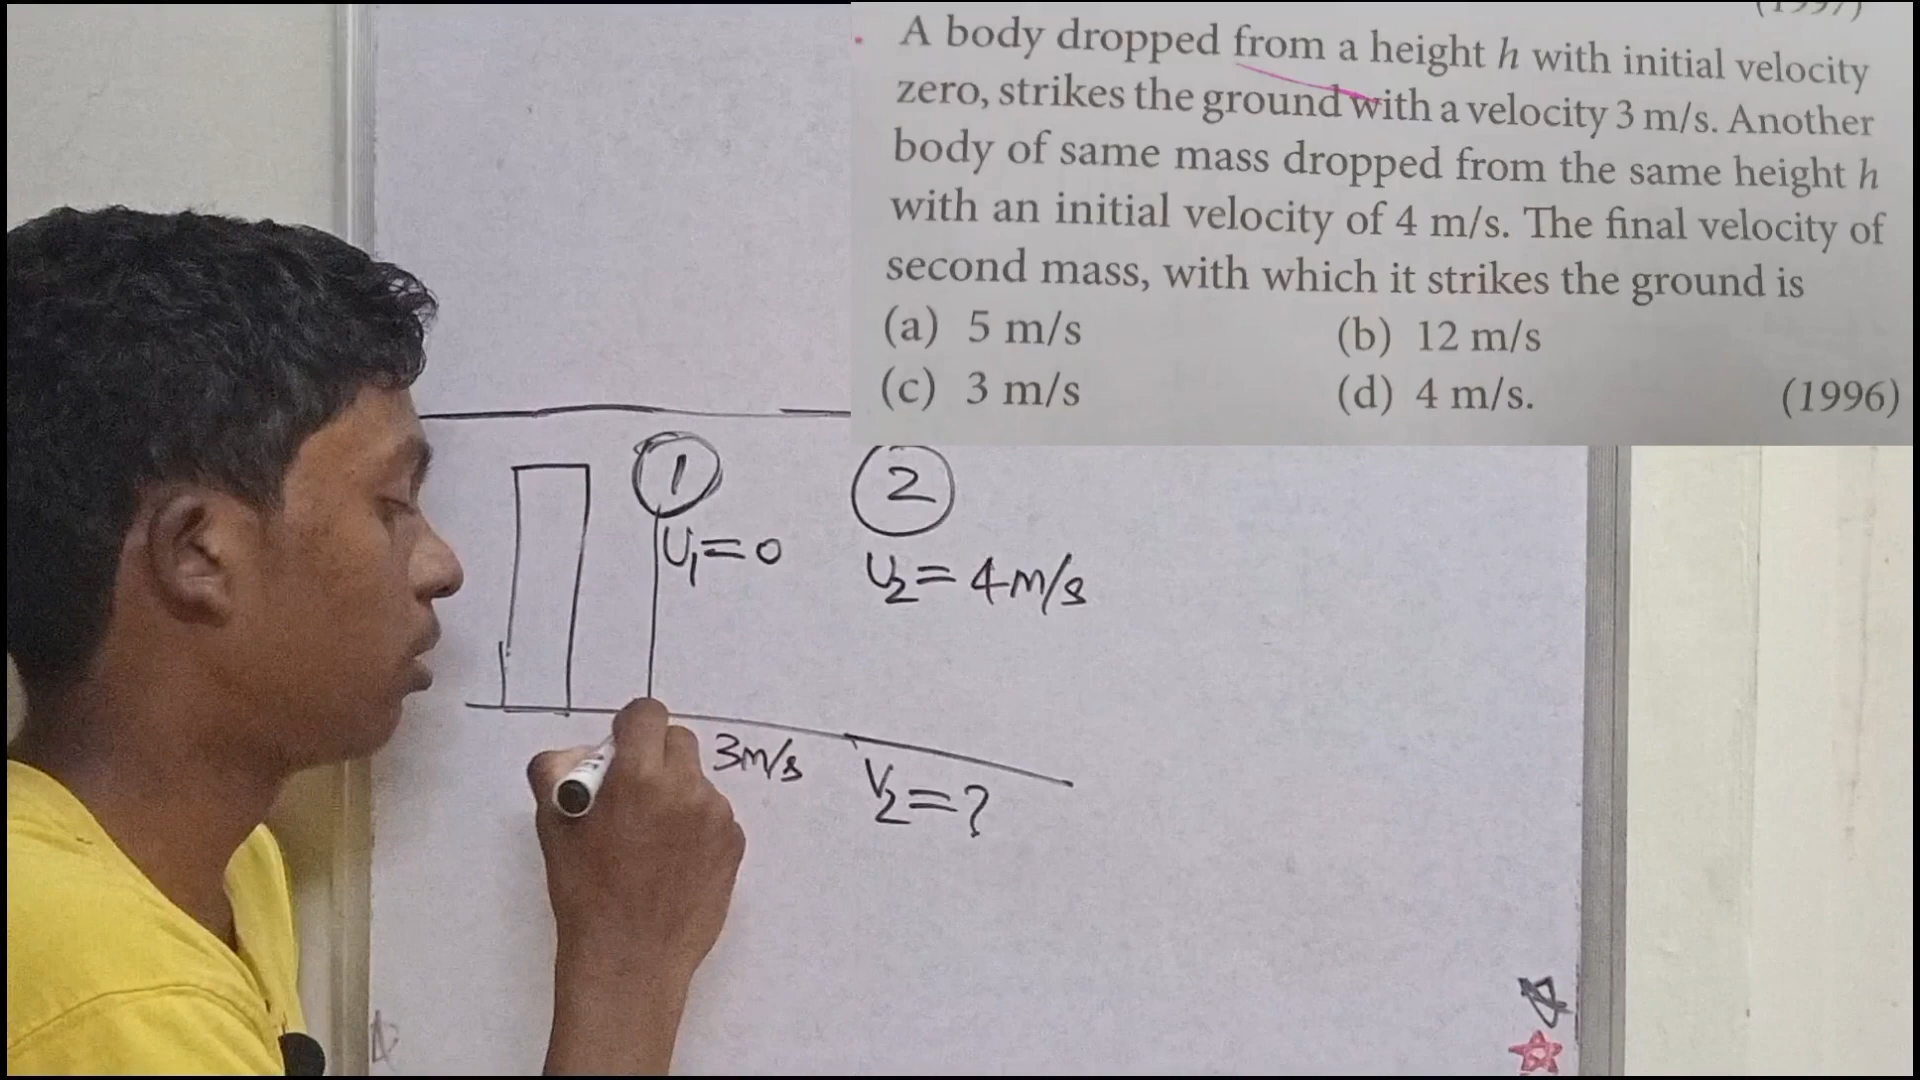 A body dropped from a height h with initial velocity
zero, strikes the ground with a velocity 3 m/s. Another
body of same mass dropped from the same height h
with an initial velocity of 4 m/s. The final velocity of
second mass, with which it strikes the ground is
(a) 5 m/s (b) 12 m/s
(c) 3 m/s (d) 4 m/s. (1996)
1 2
U₁=0 U₂=4m/s
3m/s V₂=?